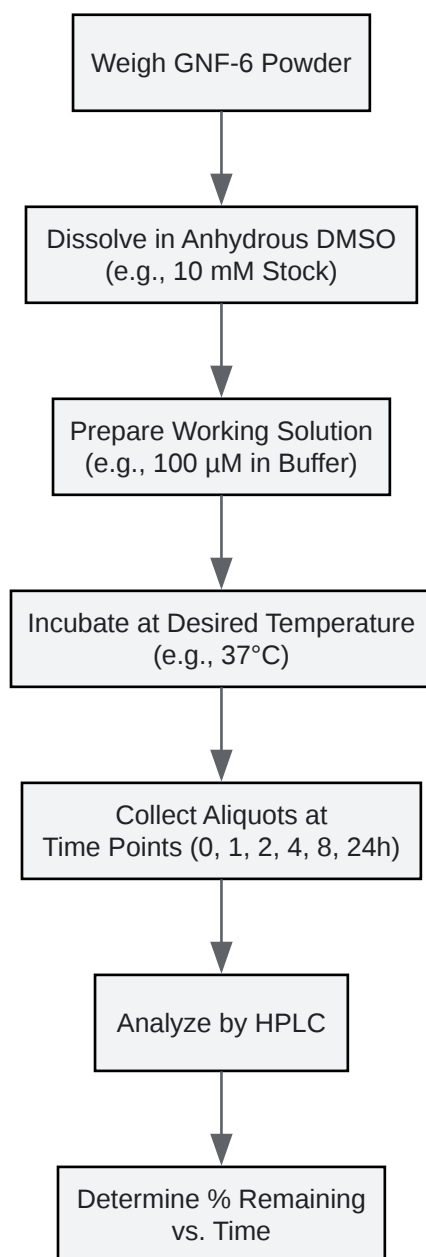 Weigh GNF-6 Powder
Dissolve in Anhydrous DMSO
(e.g., 10 mM Stock)
Prepare Working Solution
(e.g., 100 µM in Buffer)
Incubate at Desired Temperature
(e.g., 37°C)
Collect Aliquots at
Time Points (0, 1, 2, 4, 8, 24h)
Analyze by HPLC
Determine % Remaining
vs. Time